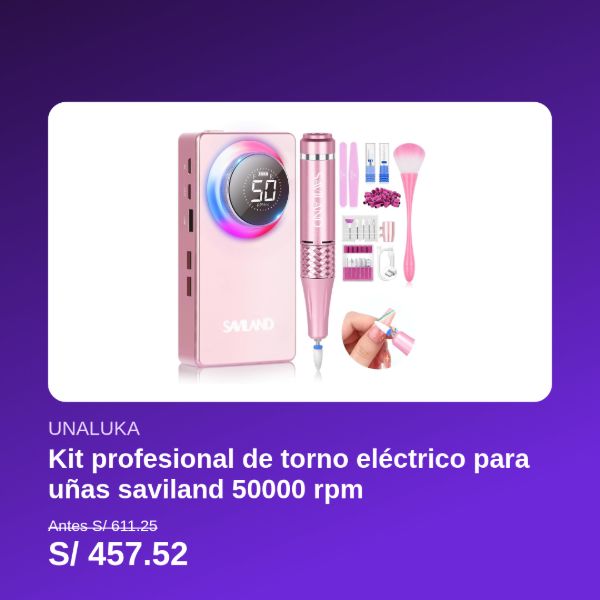 50
SAVILAND
SAVILAND
UNALUKA
Kit profesional de torno eléctrico para
uñas saviland 50000 rpm
Antes S/ 611.25
S/ 457.52